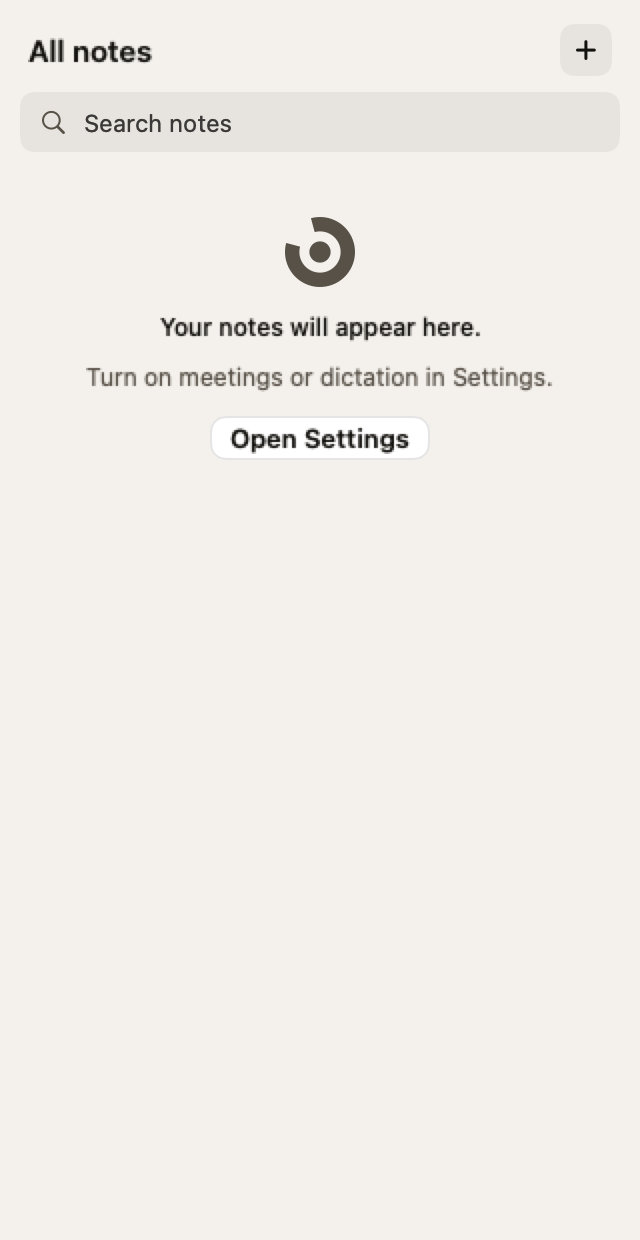 All notes
Search notes
Your notes will appear here.
Turn on meetings or dictation in Settings.
Open Settings